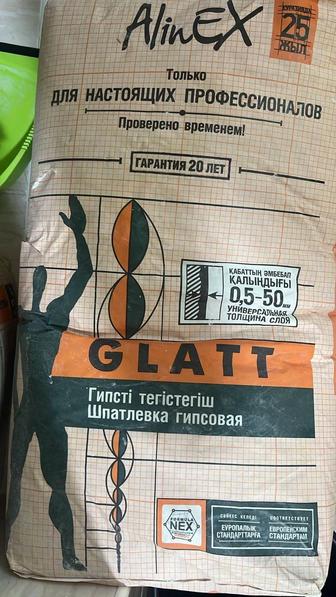 AlinEX
25
ЖЫЛ
Только
ДЛЯ НАСТОЯЩИХ ПРОФЕССИОНАЛОВ
Проверено временем!
ГАРАНТИЯ 20 ЛЕТ
ҚАБАТТЫҢ ӘМБЕБАП
ҚАЛЫҢДЫҒЫ
0,5-50мм
УНИВЕРСАЛЬНАЯ
ТОЛЩИНА СЛОЯ
GLATT
Гипсті тегістегіш
Шпатлевка гипсовая
FORMULA
NEX
СӘЙКЕС КЕЛЕДІ
ЕУРОПАЛЫҚ
СТАНДАРТТАРҒА
СООТВЕТСТВУЕТ
ЕВРОПЕЙСКИМ
СТАНДАРТАМ